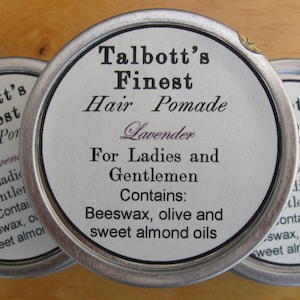 Talbott's
Finest
Hair Pomade
Lavender
For Ladies and
Gentlemen
Contains:
Beeswax, olive and
sweet almond oils